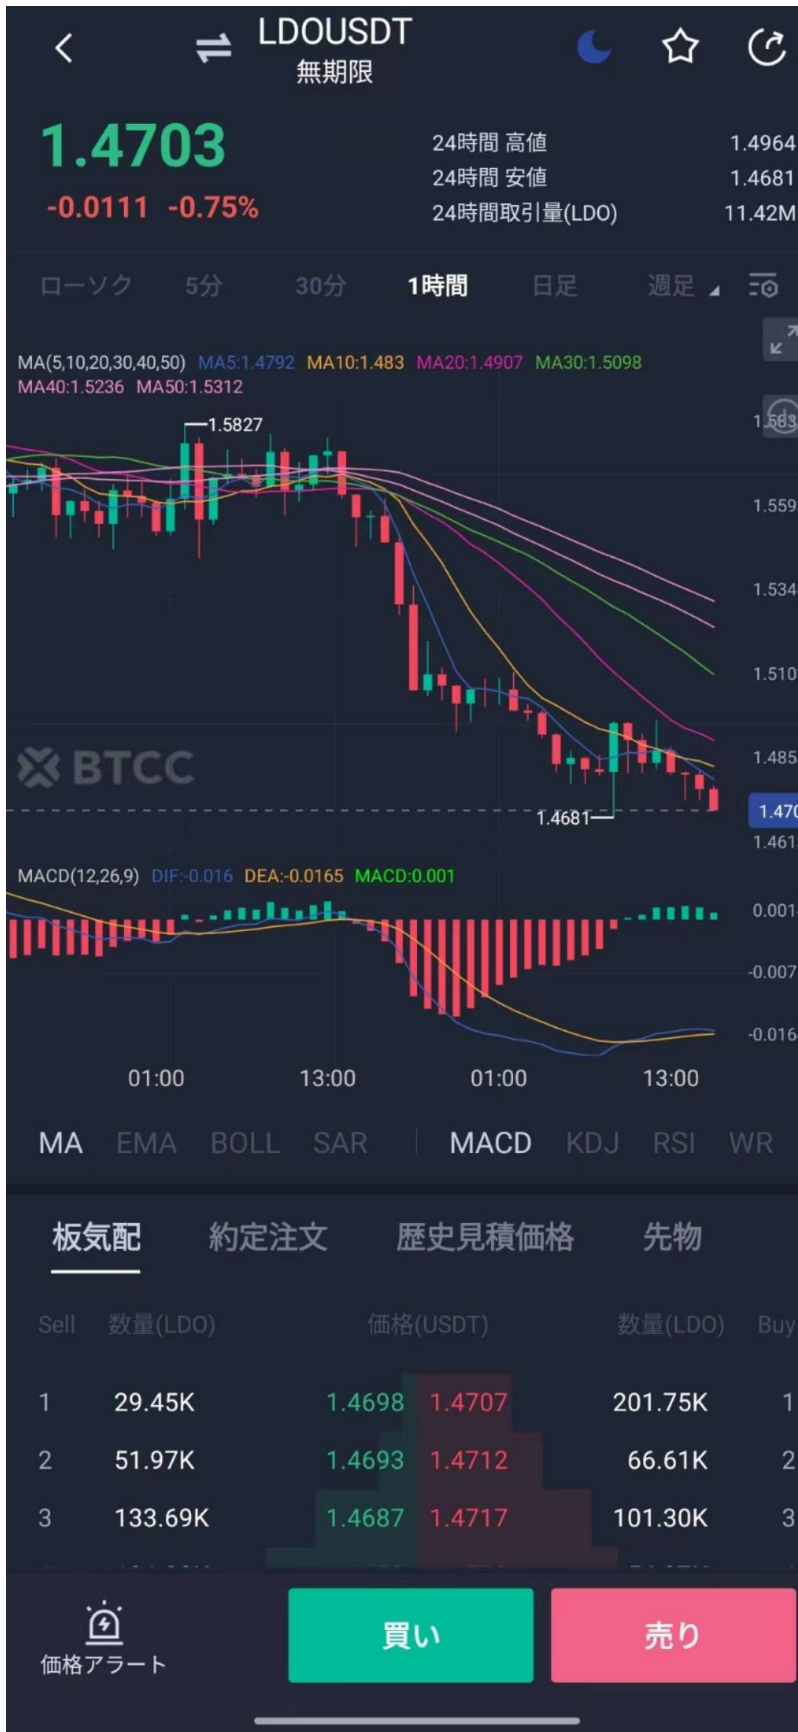 LDOUSDT
無期限
1.4703
-0.0111 -0.75%
24時間 高値 1.4964
24時間 安値 1.4681
24時間取引量(LDO) 11.42M
ローソク 5分 30分 1時間 日足 週足
MA(5,10,20,30,40,50) MA5:1.4792 MA10:1.483 MA20:1.4907 MA30:1.5098
MA40:1.5236 MA50:1.5312
1.5827
1.559
1.534
1.510
1.485
BTCC
1.470
1.4681
1.461
MACD(12,26,9) DIF:-0.016 DEA:-0.0165 MACD:0.001
0.001
-0.007
-0.016
01:00 13:00 01:00 13:00
MA EMA BOLL SAR MACD KDJ RSI WR
板気配 約定注文 歴史見積価格 先物
Sell 数量(LDO) 価格(USDT) 数量(LDO) Buy
1 29.45K 1.4698 1.4707 201.75K 1
2 51.97K 1.4693 1.4712 66.61K 2
3 133.69K 1.4687 1.4717 101.30K 3
価格アラート
買い
売り